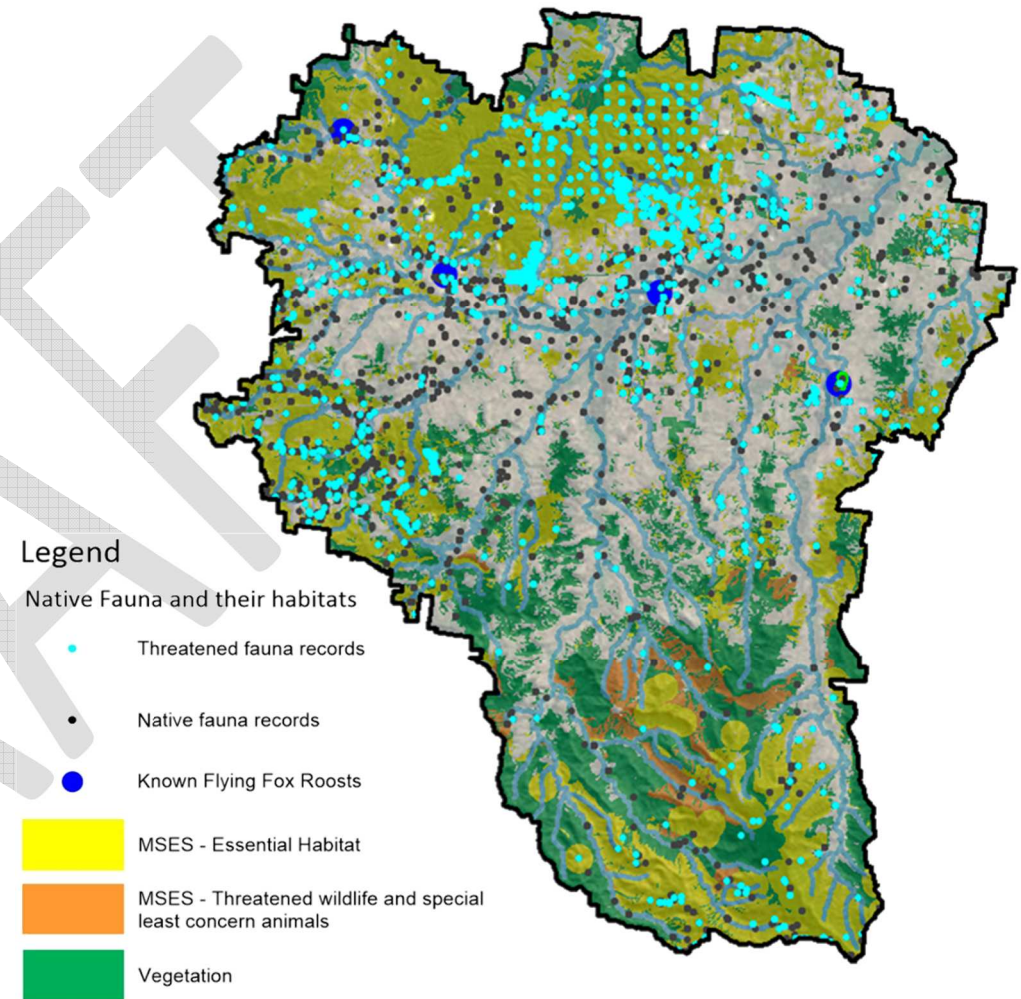 DRAFT
Legend
Native Fauna and their habitats
Threatened fauna records
Native fauna records
Known Flying Fox Roosts
MSES - Essential Habitat
MSES - Threatened wildlife and special
least concern animals
Vegetation